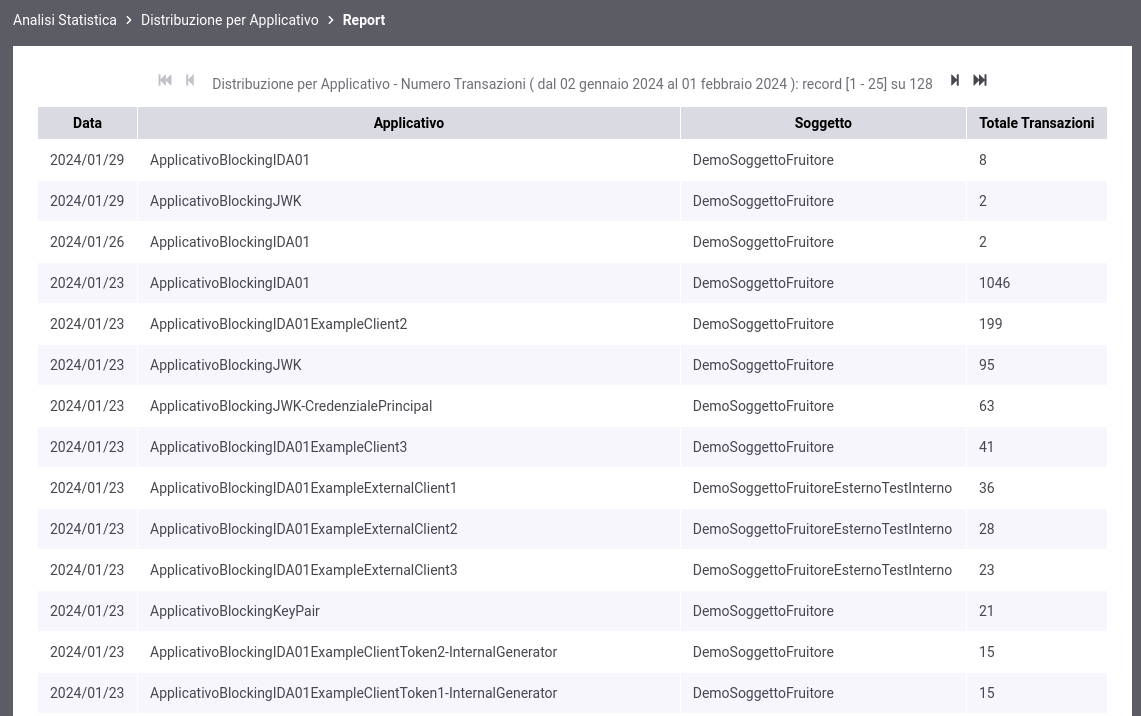 Analisi Statistica > Distribuzione per Applicativo > Report
Distribuzione per Applicativo - Numero Transazioni ( dal 02 gennaio 2024 al 01 febbraio 2024 ): record [1 - 25] su 128
Data Applicativo Soggetto Totale Transazioni
2024/01/29 ApplicativoBlockingIDA01 DemoSoggettoFruitore 8
2024/01/29 ApplicativoBlockingJWK DemoSoggettoFruitore 2
2024/01/26 ApplicativoBlockingIDA01 DemoSoggettoFruitore 2
2024/01/23 ApplicativoBlockingIDA01 DemoSoggettoFruitore 1046
2024/01/23 ApplicativoBlockingIDA01ExampleClient2 DemoSoggettoFruitore 199
2024/01/23 ApplicativoBlockingJWK DemoSoggettoFruitore 95
2024/01/23 ApplicativoBlockingJWK-CredenzialePrincipal DemoSoggettoFruitore 63
2024/01/23 ApplicativoBlockingIDA01ExampleClient3 DemoSoggettoFruitore 41
2024/01/23 ApplicativoBlockingIDA01ExampleExternalClient1 DemoSoggettoFruitoreEsternoTestInterno 36
2024/01/23 ApplicativoBlockingIDA01ExampleExternalClient2 DemoSoggettoFruitoreEsternoTestInterno 28
2024/01/23 ApplicativoBlockingIDA01ExampleExternalClient3 DemoSoggettoFruitoreEsternoTestInterno 23
2024/01/23 ApplicativoBlockingKeyPair DemoSoggettoFruitore 21
2024/01/23 ApplicativoBlockingIDA01ExampleClientToken2-InternalGenerator DemoSoggettoFruitore 15
2024/01/23 ApplicativoBlockingIDA01ExampleClientToken1-InternalGenerator DemoSoggettoFruitore 15